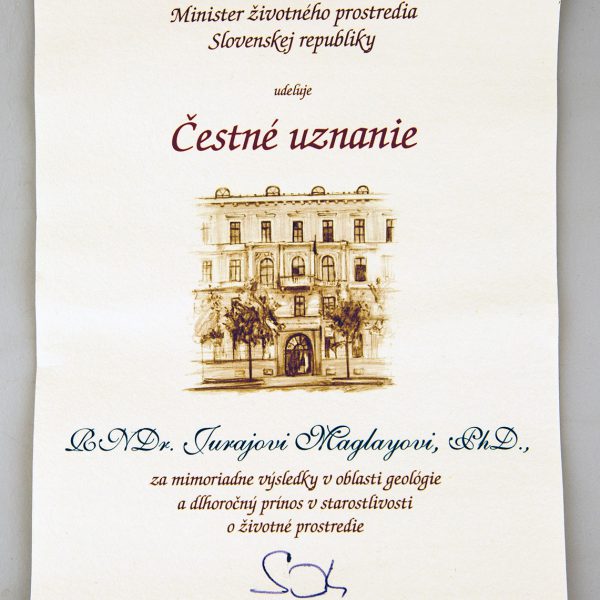 Minister životného prostredia
Slovenskej republiky
udeľuje
Čestné uznanie
RNDr. Jurajovi Maglayovi, PhD.,
za mimoriadne výsledky v oblasti geológie
a dlhoročný prínos v starostlivosti
o životné prostredie